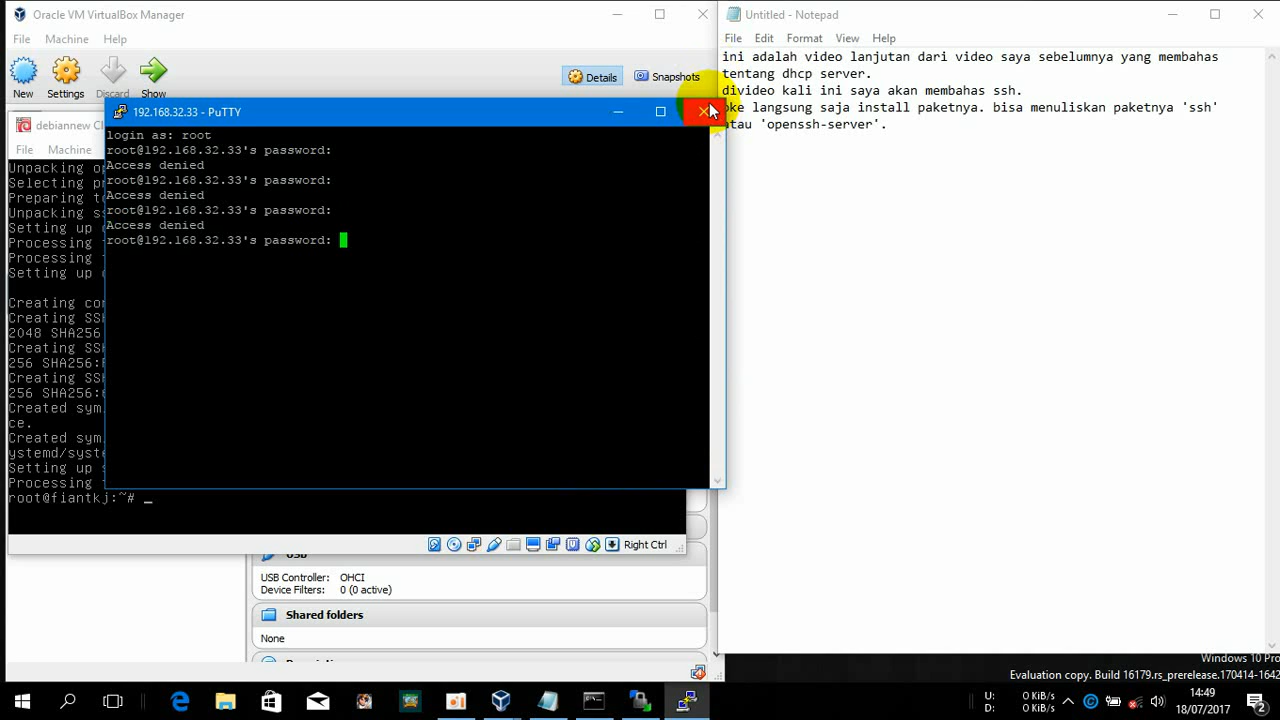 Oracle VM VirtualBox Manager
File Machine Help
New Settings Discard Show
Details Snapshots
debiannew
File Machine
Unpacking
Selecting
Preparing
Unpacking
Setting up
Processing
Processing
Setting up
Creating
Creating
2048 SHA256
Creating
256 SHA256:
Creating
256 SHA256:
Created
ce.
Created
ystemd/syste
Setting up
Processing
root@fiantkj:~# _
Right Ctrl
192.168.32.33 - PuTTY
login as: root
root@192.168.32.33's password:
Access denied
root@192.168.32.33's password:
Access denied
root@192.168.32.33's password:
Access denied
root@192.168.32.33's password:
USB
USB Controller: OHCI
Device Filters: 0 (0 active)
Shared folders
None
Untitled - Notepad
File Edit Format View Help
ini adalah video lanjutan dari video saya sebelumnya yang membahas
tentang dhcp server.
divideo kali ini saya akan membahas ssh.
oke langsung saja install paketnya. bisa menuliskan paketnya 'ssh'
atau 'openssh-server'.
Windows 10 Pro
Evaluation copy. Build 16179.rs_prerelease.170414-1642
U: 0 KiB/s
D: 0 KiB/s
14:49
18/07/2017
2